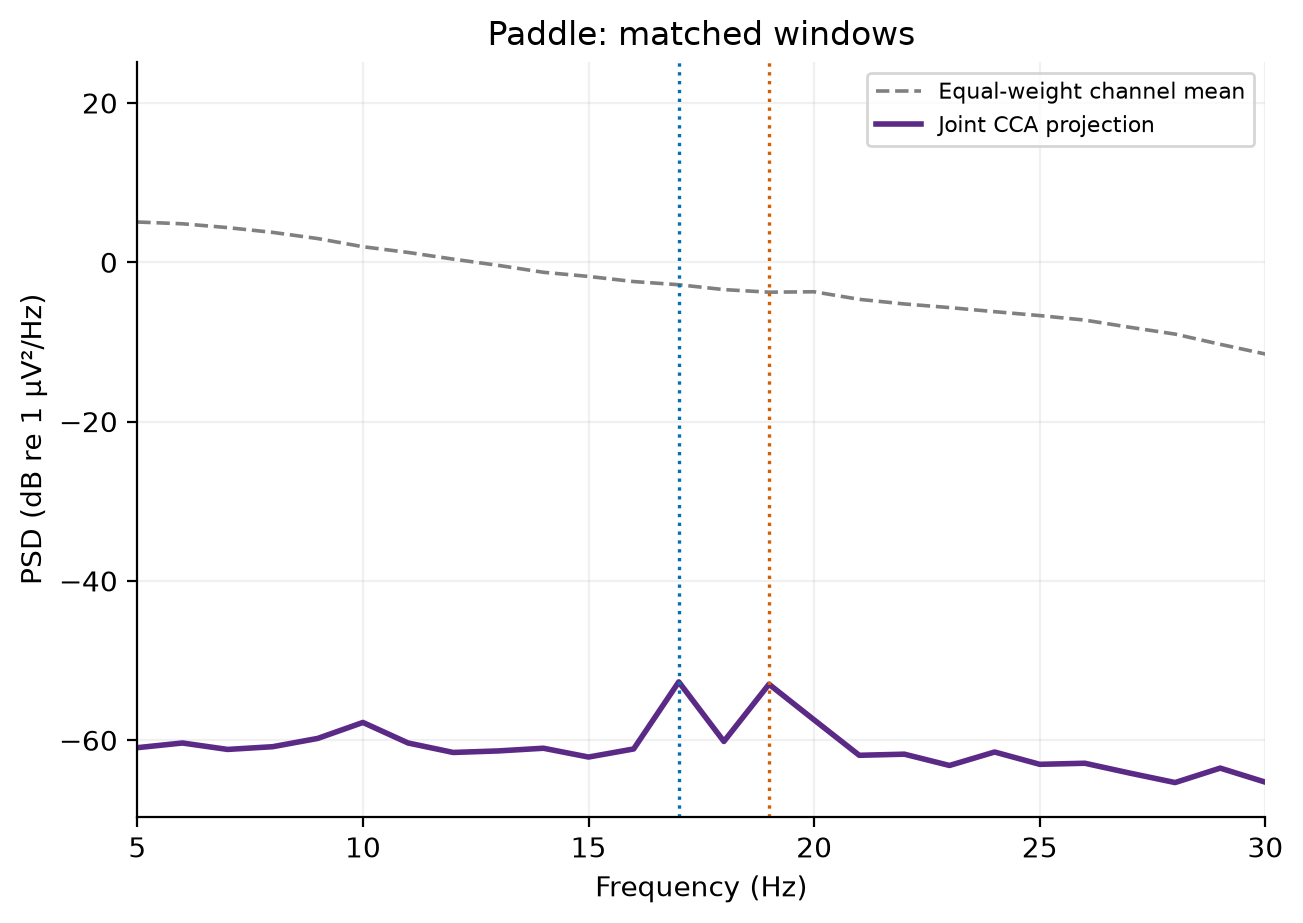 Paddle: matched windows
Equal-weight channel mean
Joint CCA projection
PSD (dB re 1 µV²/Hz)
20
0
−20
−40
−60
5 10 15 20 25 30
Frequency (Hz)